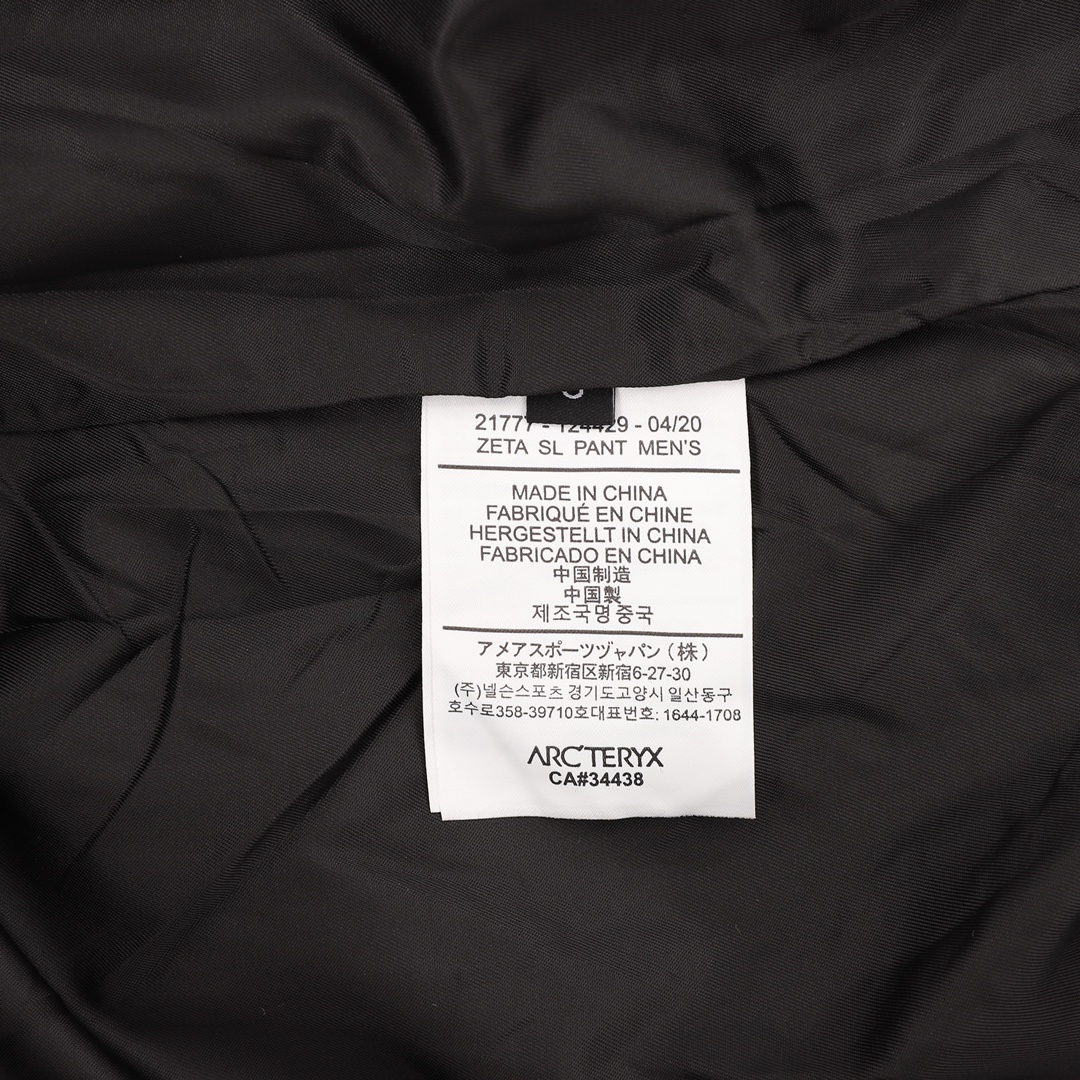 21777 - 124429 - 04/20
ZETA SL PANT MEN'S
MADE IN CHINA
FABRIQUÉ EN CHINE
HERGESTELLT IN CHINA
FABRICADO EN CHINA
中国制造
中国製
제조국명 중국
アメアスポーツヂャパン（株）
東京都新宿区新宿6-27-30
(주)넬슨스포츠 경기도고양시 일산동구
호수로358-39710호대표번호: 1644-1708
ARC'TERYX
CA#34438